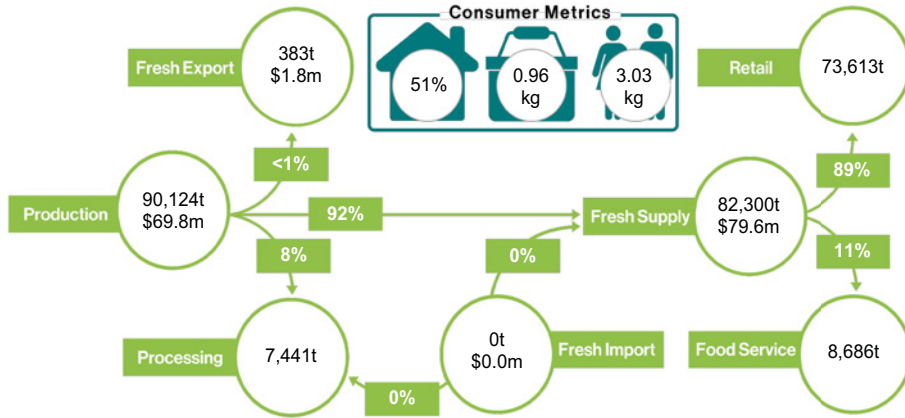 Consumer Metrics
51%
0.96
kg
3.03
kg
Fresh Export
383t
$1.8m
Retail
73,613t
<1%
89%
Production
90,124t
$69.8m
92%
Fresh Supply
82,300t
$79.6m
8%
0%
11%
Processing
7,441t
0t
$0.0m
Fresh Import
Food Service
8,686t
0%